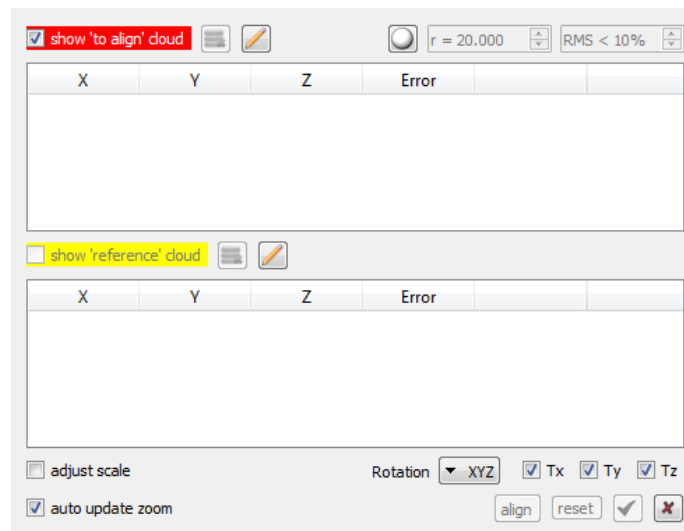 show 'to align' cloud
r = 20.000
RMS < 10%
X Y Z Error
show 'reference' cloud
X Y Z Error
adjust scale
Rotation XYZ Tx Ty Tz
auto update zoom
align reset